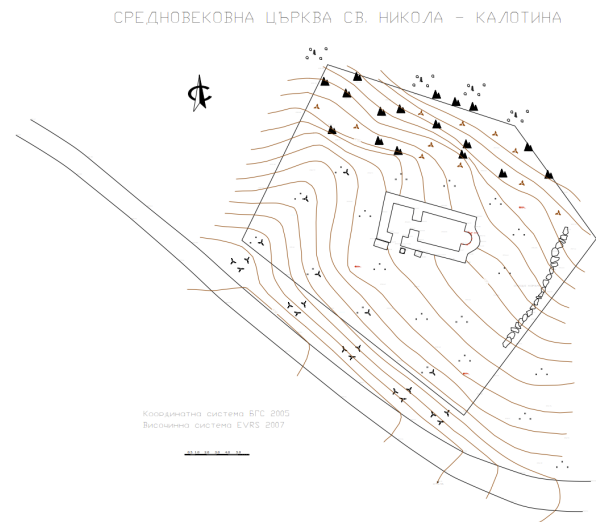 СРЕДНОВЕКОВНА ЦЪРКВА СВ. НИКОЛА - КАЛОТИНА
Координатна система БГС 2005
Височинна система EVRS 2007